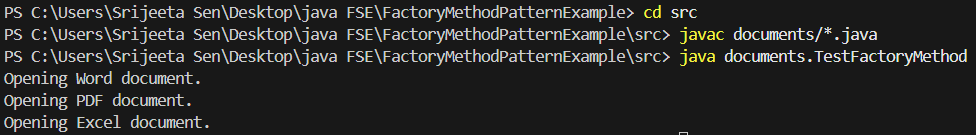 PS C:\Users\Srijeeta Sen\Desktop\java FSE\FactoryMethodPatternExample> cd src
PS C:\Users\Srijeeta Sen\Desktop\java FSE\FactoryMethodPatternExample\src> javac documents/*.java
PS C:\Users\Srijeeta Sen\Desktop\java FSE\FactoryMethodPatternExample\src> java documents.TestFactoryMethod
Opening Word document.
Opening PDF document.
Opening Excel document.